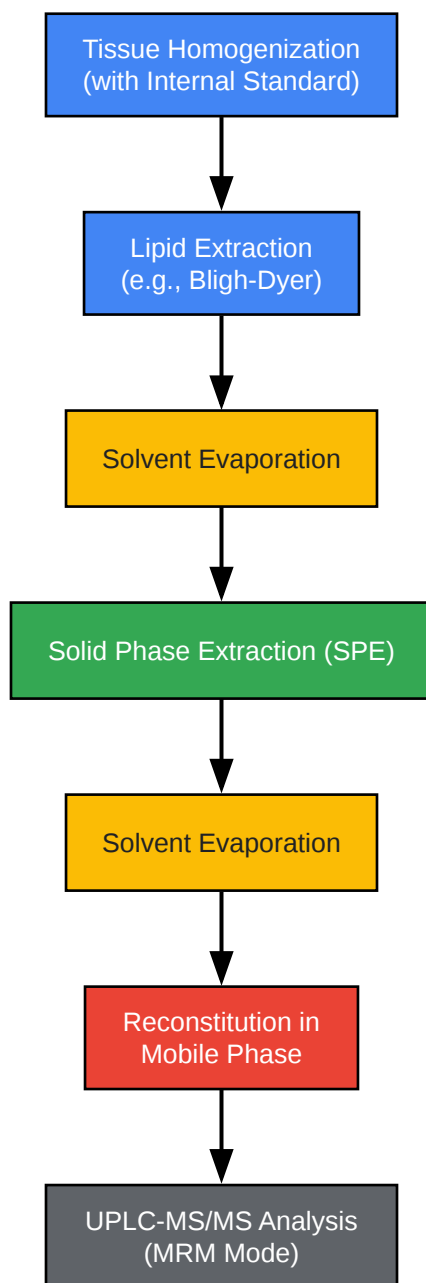 Tissue Homogenization
(with Internal Standard)
Lipid Extraction
(e.g., Bligh-Dyer)
Solvent Evaporation
Solid Phase Extraction (SPE)
Solvent Evaporation
Reconstitution in
Mobile Phase
UPLC-MS/MS Analysis
(MRM Mode)